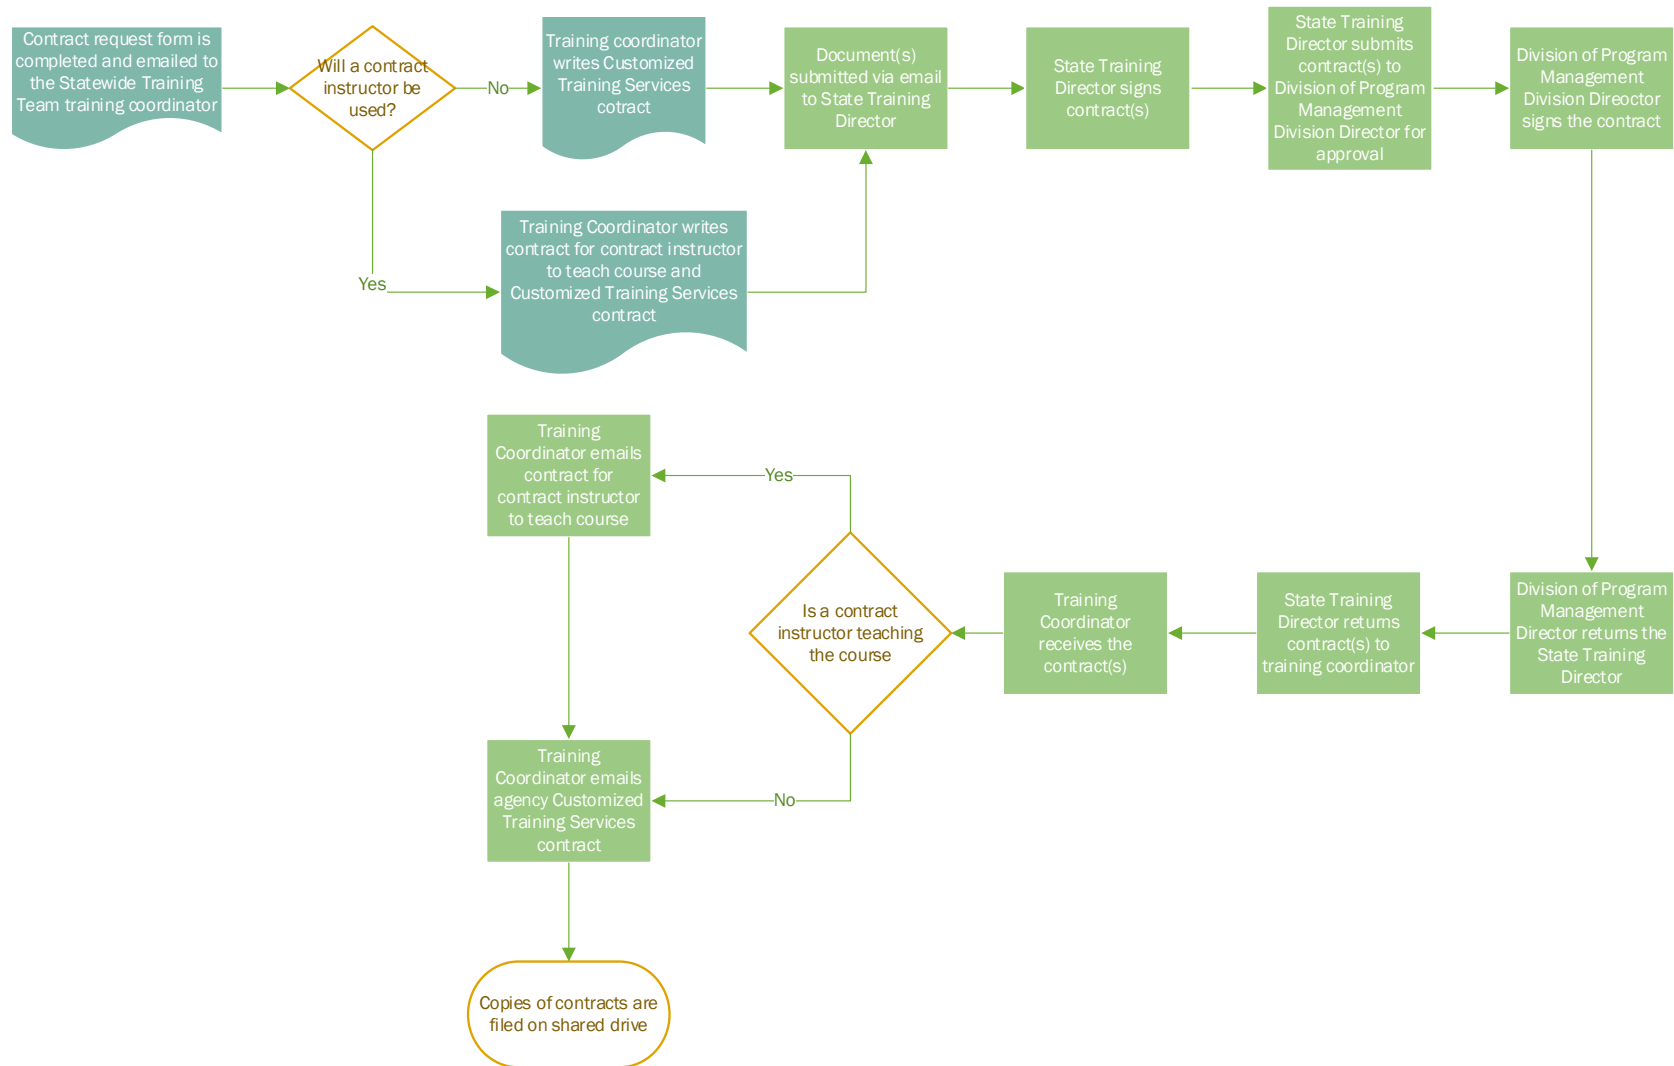 Contract request form is
completed and emailed to
the Statewide Training
Team training coordinator
Will a contract
instructor be
used?
No
Yes
Training coordinator
writes Customized
Training Services
cotract
Training Coordinator writes
contract for contract instructor
to teach course and
Customized Training Services
contract
Document(s)
submitted via email
to State Training
Director
State Training
Director signs
contract(s)
State Training
Director submits
contract(s) to
Division of Program
Management
Division Director for
approval
Division of Program
Management
Division Direoctor
signs the contract
Division of Program
Management
Director returns the
State Training
Director
State Training
Director returns
contract(s) to
training coordinator
Training
Coordinator
receives the
contract(s)
Is a contract
instructor teaching
the course
Yes
No
Training
Coordinator emails
contract for
contract instructor
to teach course
Training
Coordinator emails
agency Customized
Training Services
contract
Copies of contracts are
filed on shared drive